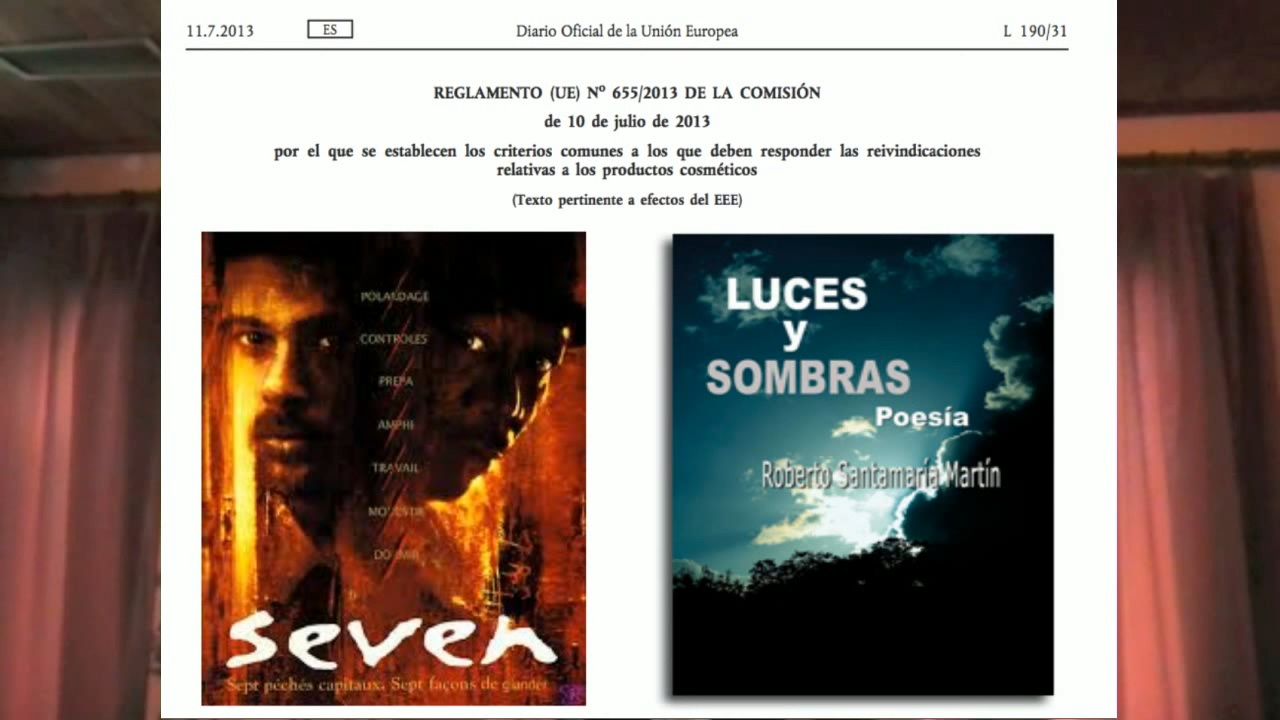 11.7.2013 ES Diario Oficial de la Unión Europea L 190/31
REGLAMENTO (UE) Nº 655/2013 DE LA COMISIÓN
de 10 de julio de 2013
por el que se establecen los criterios comunes a los que deben responder las reivindicaciones
relativas a los productos cosméticos
(Texto pertinente a efectos del EEE)
POLARDAGE
CONTROLES
PREPA
AMPHI
TRAVAIL
seven
Sept péchés capitaux. Sept façons de glander
LUCES
y
SOMBRAS
Poesía
Roberto Santamaría Martín